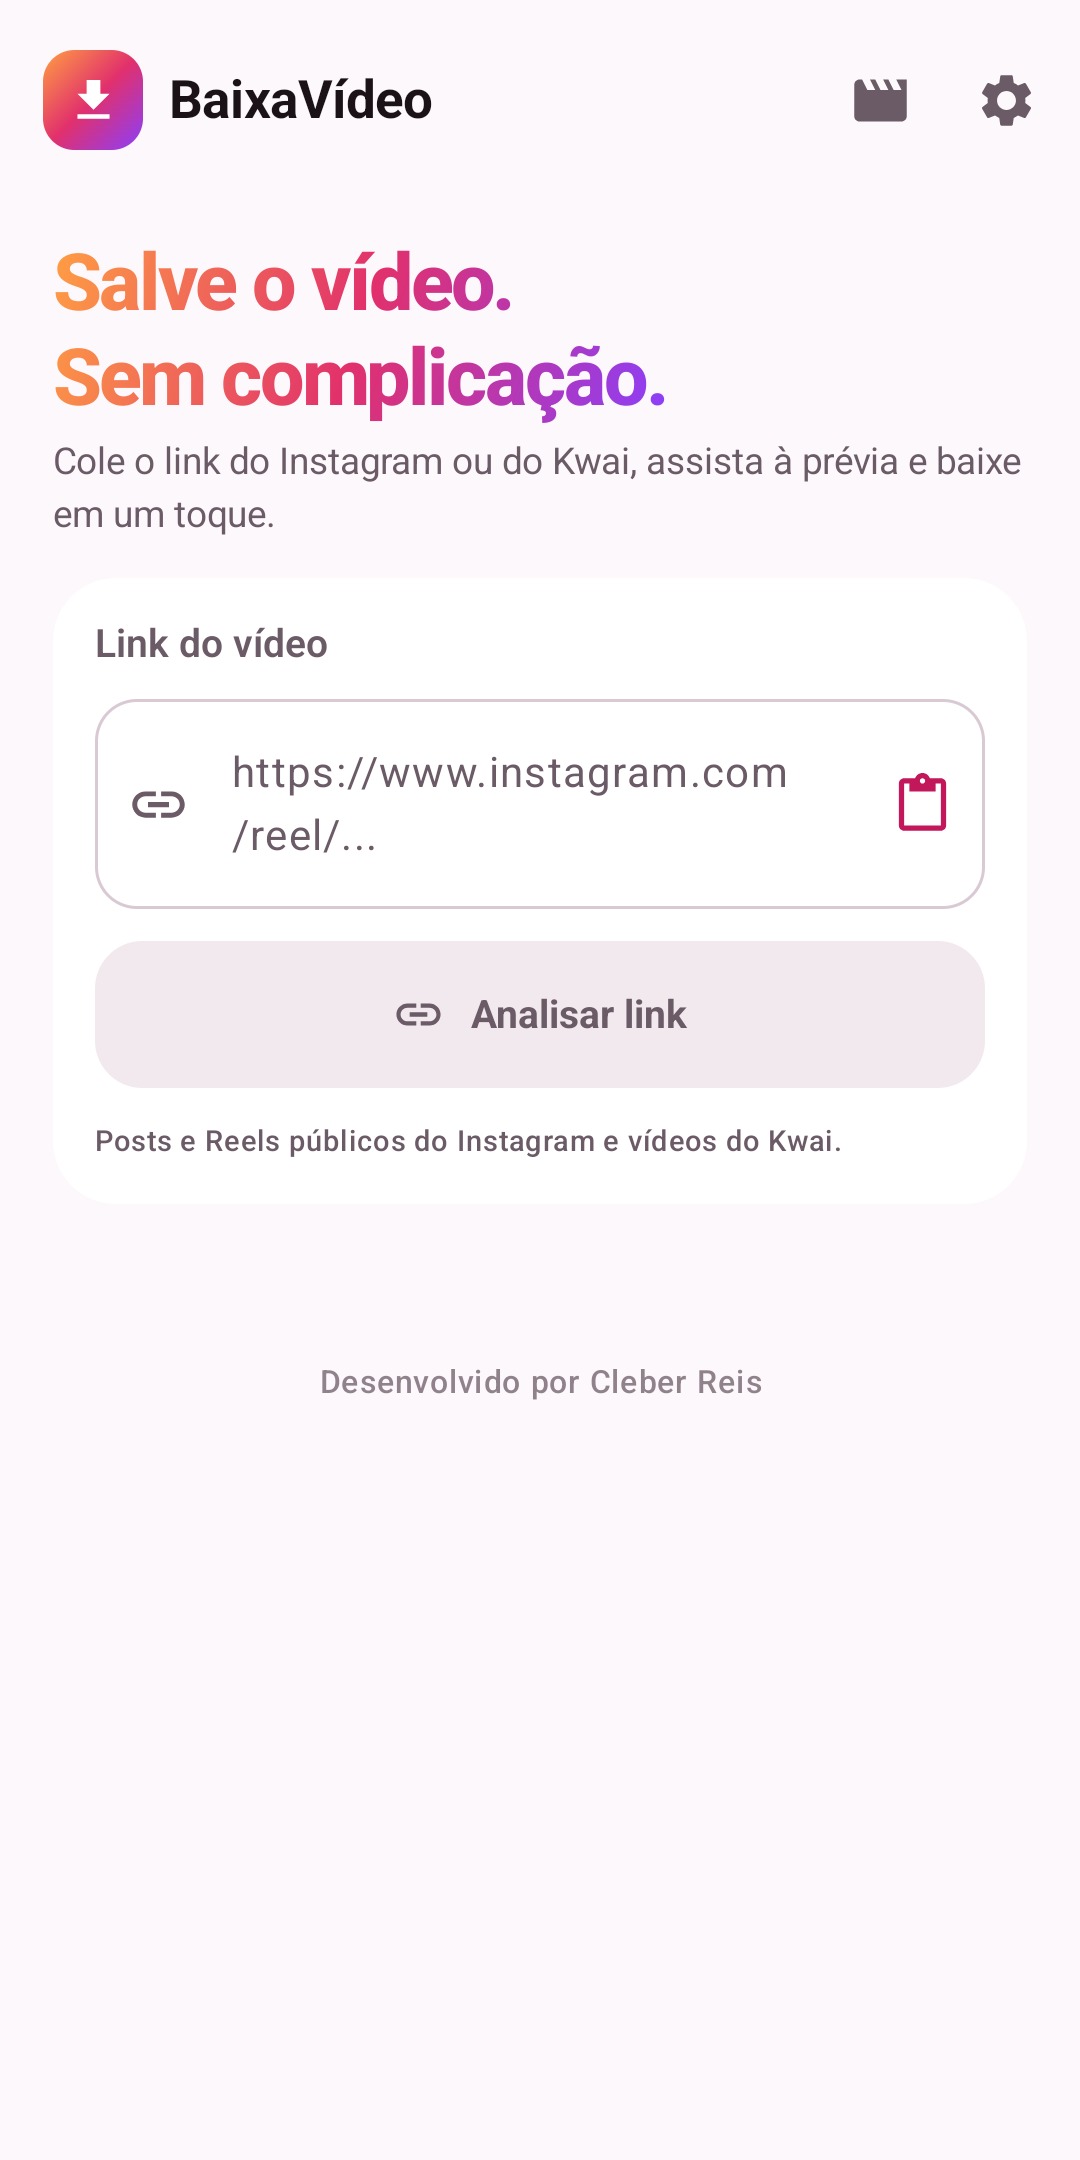 BaixaVídeo
Salve o vídeo.
Sem complicação.
Cole o link do Instagram ou do Kwai, assista à prévia e baixe
em um toque.
Link do vídeo
https://www.instagram.com
/reel/...
Analisar link
Posts e Reels públicos do Instagram e vídeos do Kwai.
Desenvolvido por Cleber Reis